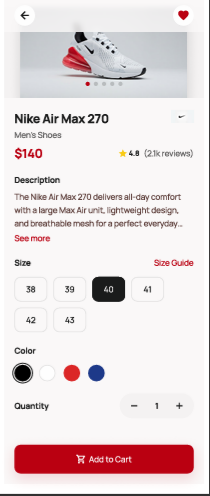 Nike Air Max 270
Men's Shoes
$140
4.8 (2.1k reviews)
Description
The Nike Air Max 270 delivers all-day comfort
with a large Max Air unit, lightweight design,
and breathable mesh for a perfect everyday...
See more
Size Size Guide
38 39 40 41
42 43
Color
Quantity − 1 +
Add to Cart